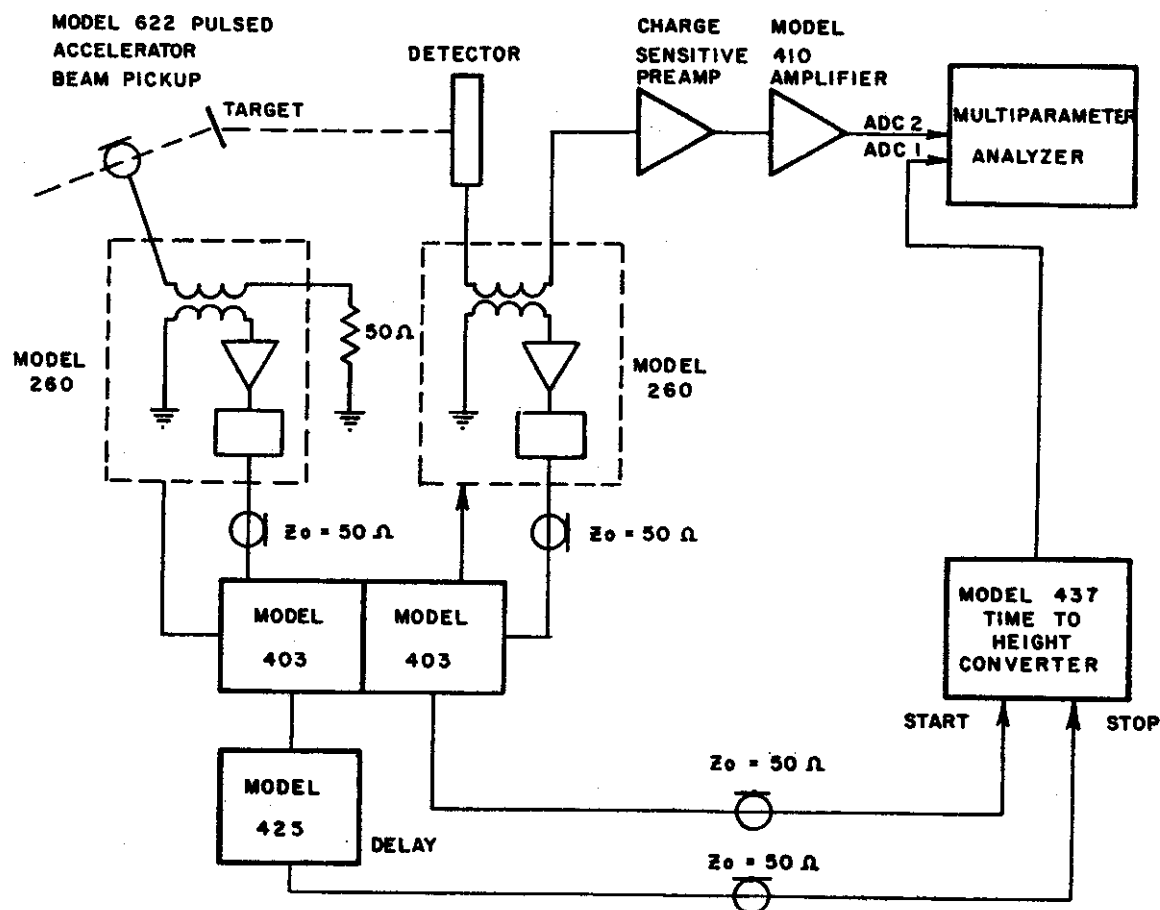 MODEL 622 PULSED
ACCELERATOR
BEAM PICKUP
TARGET
DETECTOR
CHARGE
SENSITIVE
PREAMP
MODEL
410
AMPLIFIER
ADC 2
ADC 1
MULTIPARAMETER
ANALYZER
50 Ω
MODEL
260
MODEL
260
Zo = 50 Ω
Zo = 50 Ω
MODEL
403
MODEL
403
MODEL 437
TIME TO
HEIGHT
CONVERTER
START
STOP
MODEL
425
DELAY
Zo = 50 Ω
Zo = 50 Ω